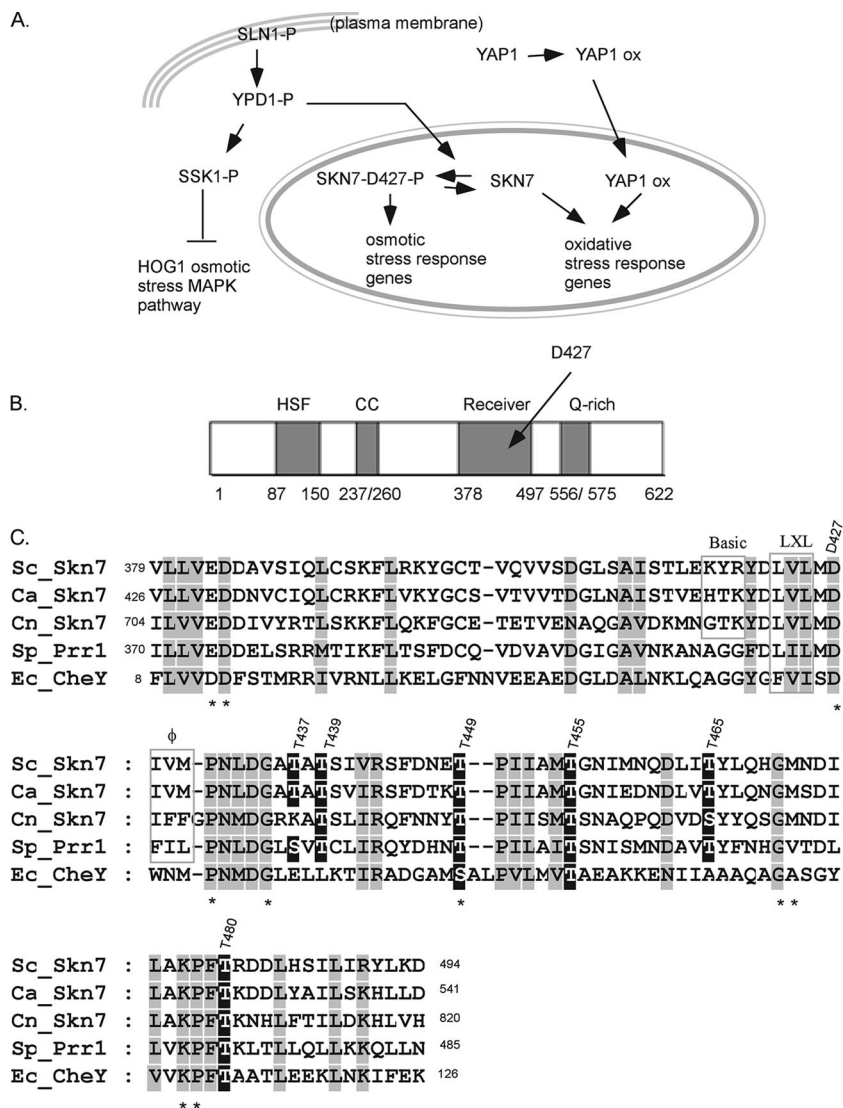 A.
SLN1-P (plasma membrane)
YAP1 YAP1 ox
YPD1-P
SSK1-P SKN7-D427-P SKN7 YAP1 ox
HOG1 osmotic
stress MAPK
pathway
osmotic
stress response
genes
oxidative
stress response
genes
D427
B.
HSF CC Receiver Q-rich
1 87 150 237/260 378 497 556/ 575 622
C.
Basic LXL D427
Sc_Skn7 379 VLLVEDDAVSIQLCSKFLRKYGCT-VQVVSDGLSAISTLEKYRYDLVLMD
Ca_Skn7 426 VLLVEDDNVCIQLCRKFLVKYGCS-VTVVTDGLNAISTVEHTKYDLVLMD
Cn_Skn7 704 ILVVEDDIVYRTLSKKFLQKFGCE-TETVENAQGAVDKMNGTKYDLVLMD
Sp_Prr1 370 ILLVEDDELSRRMTIKFLTSFDCQ-VDVAVDGIGAVNKANAGGFDLILMD
Ec_CheY 8 FLVVDDFSTMRRIVRNLLKELGFNNVEEAEDGLDALNKLQAGGYGFVISD
* * *
ϕ T437 T439 T449 T455 T465
Sc_Skn7 : IVM-PNLDGATATSIVRSFDNET--PIIAMTGNIMNQDLITYLQHGMNDI
Ca_Skn7 : IVM-PNLDGATATSVIRSFDTKT--PIIAMTGNIEDNDLVTYLQNGMSDI
Cn_Skn7 : IFFGPNMDGRKATSLIRQFNNYT--PIISMTSNAQPQDVDSYYQSGMNDI
Sp_Prr1 : FIL-PNLDGLSVTCLIRQYDHNT--PILAITSNISMNDAVTYFNHGVTDL
Ec_CheY : WNM-PNMDGLELLKTIRADGAMSALPVLMVTAEAKKENIIAAAQAGASGY
* * * * *
T480
Sc_Skn7 : LAKPFTRDDLHSILIRYLKD 494
Ca_Skn7 : LAKPFTKDDLYAILSKHLLD 541
Cn_Skn7 : LAKPFTKNHLFTILDKHLVH 820
Sp_Prr1 : LVKPFTKLTLLQLLKKQLLN 485
Ec_CheY : VVKPFTAATLEEKLNKIFEK 126
* *